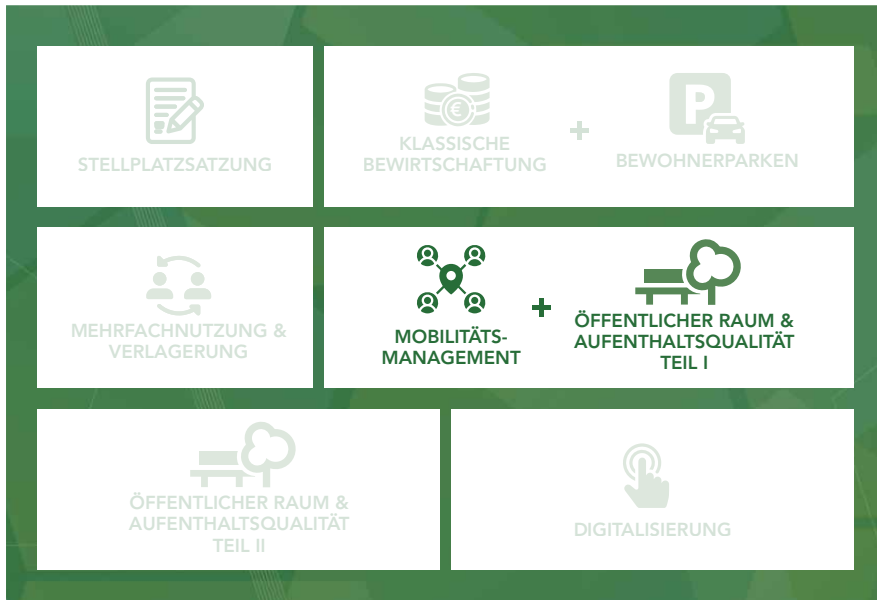 STELLPLATZSATZUNG
KLASSISCHE
BEWIRTSCHAFTUNG
+
P
BEWOHNERPARKEN
MEHRFACHNUTZUNG &
VERLAGERUNG
MOBILITÄTS-
MANAGEMENT
+
ÖFFENTLICHER RAUM &
AUFENTHALTSQUALITÄT
TEIL I
ÖFFENTLICHER RAUM &
AUFENTHALTSQUALITÄT
TEIL II
DIGITALISIERUNG